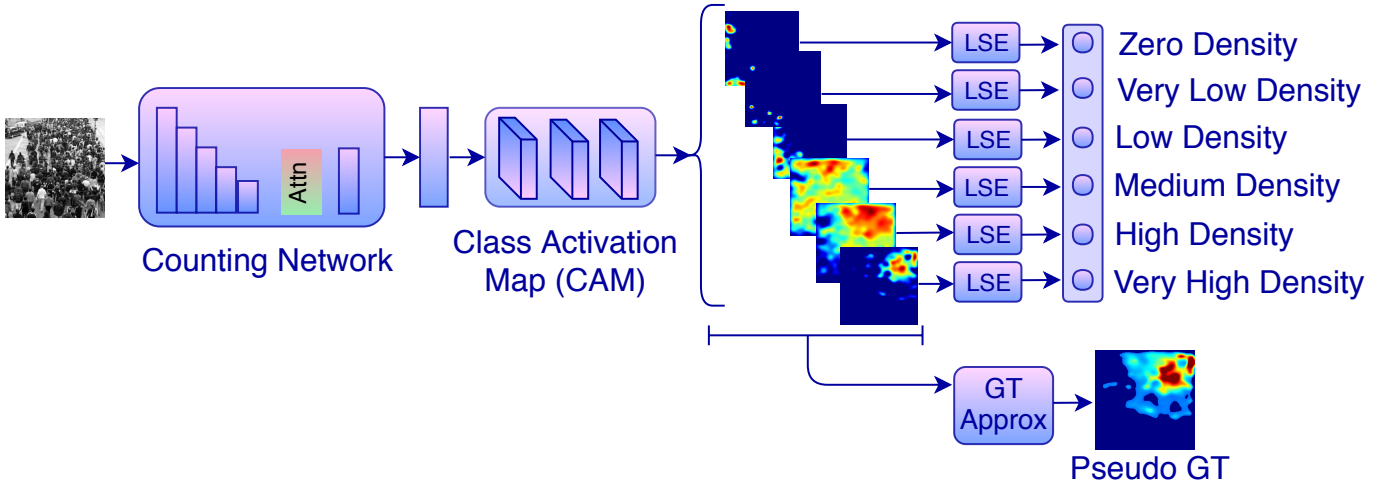 Attn
Counting Network
Class Activation
Map (CAM)
LSE
Zero Density
LSE
Very Low Density
LSE
Low Density
LSE
Medium Density
LSE
High Density
LSE
Very High Density
GT
Approx
Pseudo GT